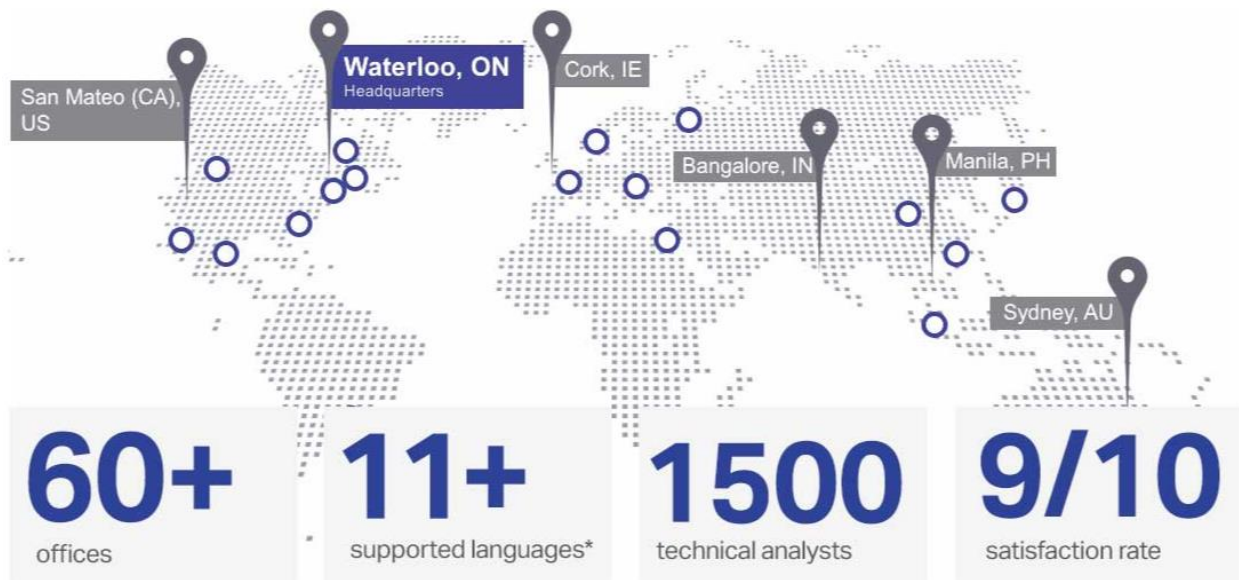 Waterloo, ON
Headquarters
Cork, IE
San Mateo (CA),
US
Bangalore, IN
Manila, PH
Sydney, AU
60+
offices
11+
supported languages*
1500
technical analysts
9/10
satisfaction rate